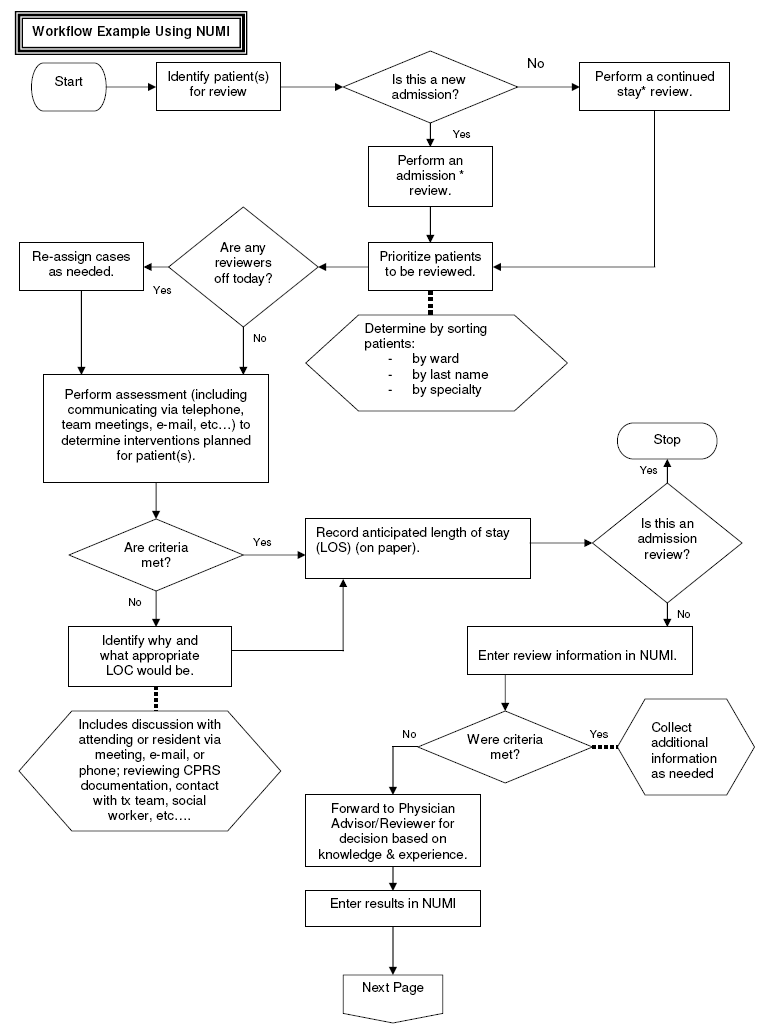 Workflow Example Using NUMI
Start
Identify patient(s)
for review
Is this a new
admission?
No
Perform a continued
stay* review.
Yes
Perform an
admission *
review.
Prioritize patients
to be reviewed.
Are any
reviewers
off today?
Re-assign cases
as needed.
Yes
No
Determine by sorting
patients:
- by ward
- by last name
- by specialty
Perform assessment (including
communicating via telephone,
team meetings, e-mail, etc…) to
determine interventions planned
for patient(s).
Stop
Yes
Is this an
admission
review?
Record anticipated length of stay
(LOS) (on paper).
Are criteria
met?
Yes
No
No
Identify why and
what appropriate
LOC would be.
Enter review information in NUMI.
Includes discussion with
attending or resident via
meeting, e-mail, or
phone; reviewing CPRS
documentation, contact
with tx team, social
worker, etc….
No
Were criteria
met?
Yes
Collect
additional
information
as needed
Forward to Physician
Advisor/Reviewer for
decision based on
knowledge & experience.
Enter results in NUMI
Next Page